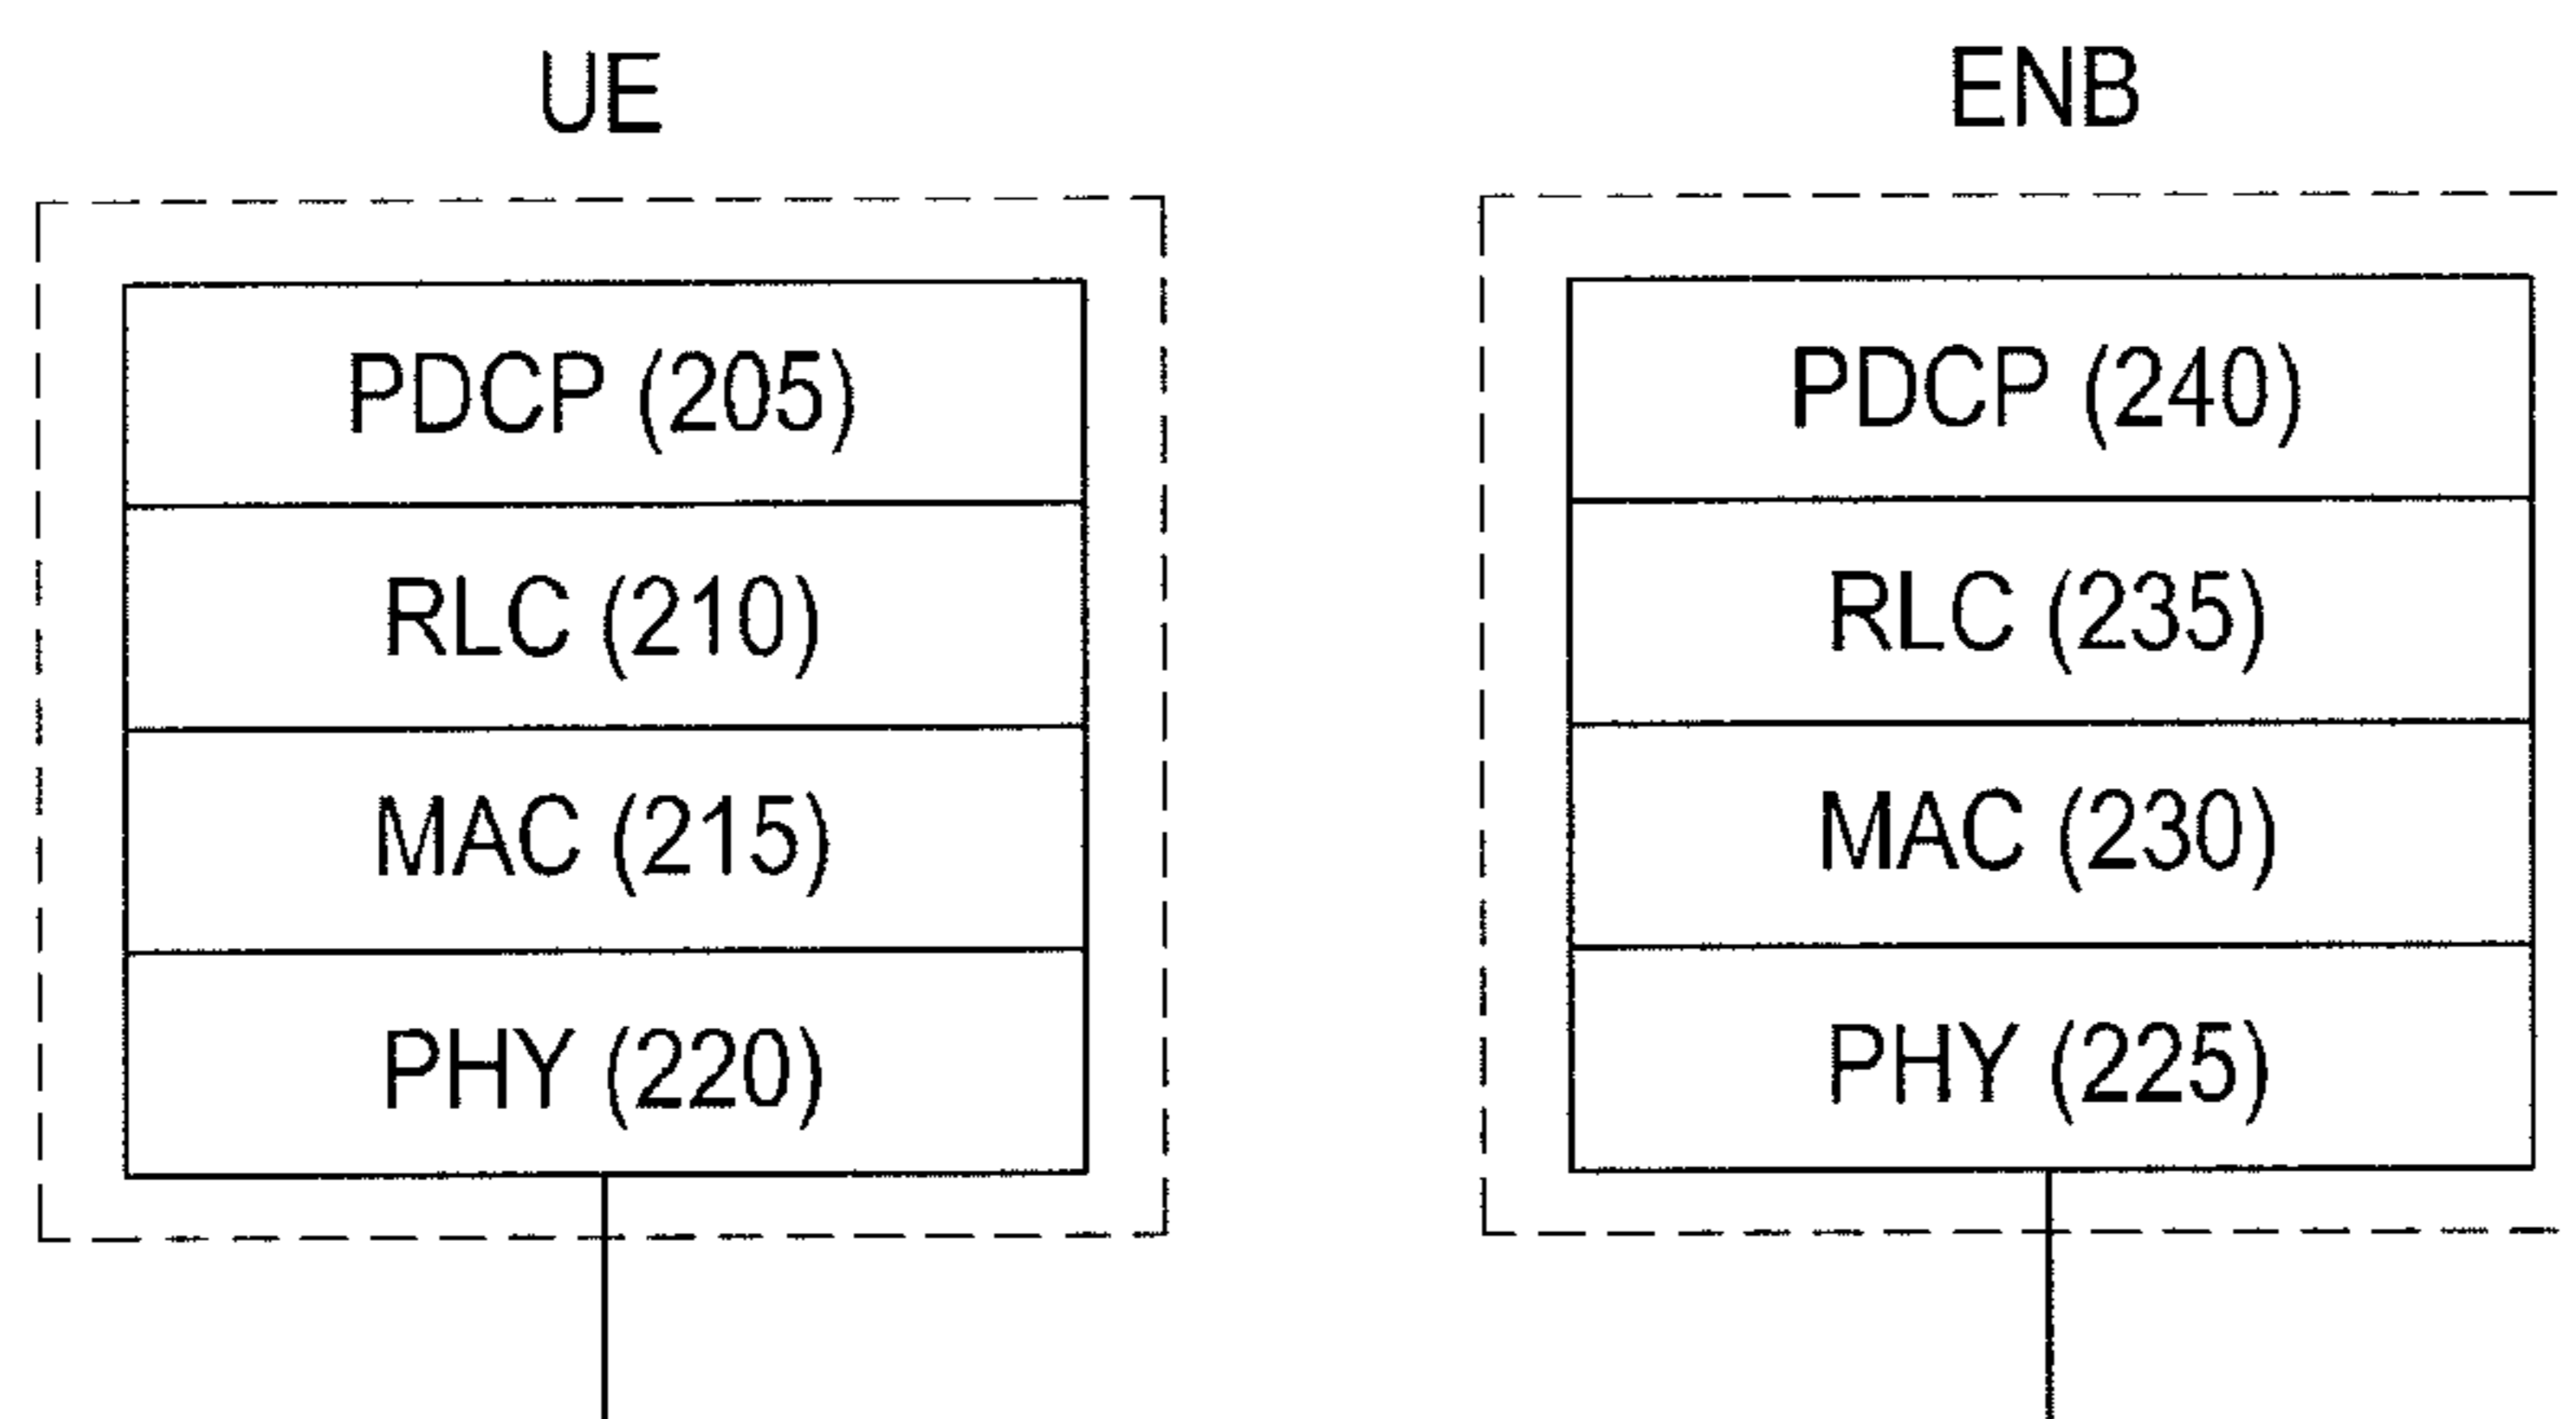 UE
PDCP (205)
RLC (210)
MAC (215)
PHY (220)
ENB
PDCP (240)
RLC (235)
MAC (230)
PHY (225)